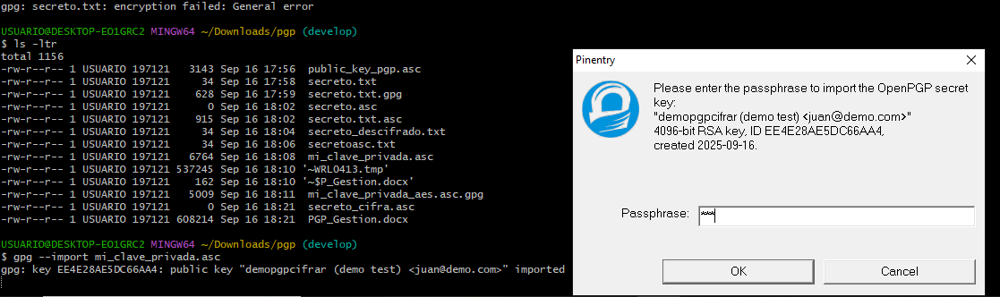 gpg: secreto.txt: encryption failed: General error
USUARIO@DESKTOP-EO1GRC2 MINGW64 ~/Downloads/pgp (develop)
$ ls -ltr
total 1156
-rw-r--r-- 1 USUARIO 197121   3143 Sep 16 17:56  public_key_pgp.asc
-rw-r--r-- 1 USUARIO 197121     34 Sep 16 17:58  secreto.txt
-rw-r--r-- 1 USUARIO 197121    628 Sep 16 17:59  secreto.txt.gpg
-rw-r--r-- 1 USUARIO 197121      0 Sep 16 18:02  secreto.asc
-rw-r--r-- 1 USUARIO 197121    915 Sep 16 18:02  secreto.txt.asc
-rw-r--r-- 1 USUARIO 197121     34 Sep 16 18:04  secreto_descifrado.txt
-rw-r--r-- 1 USUARIO 197121     34 Sep 16 18:06  secretoasc.txt
-rw-r--r-- 1 USUARIO 197121   6764 Sep 16 18:08  mi_clave_privada.asc
-rw-r--r-- 1 USUARIO 197121 537245 Sep 16 18:10 '~WRL0413.tmp'
-rw-r--r-- 1 USUARIO 197121    162 Sep 16 18:10 '~$P_Gestion.docx'
-rw-r--r-- 1 USUARIO 197121   5009 Sep 16 18:11  mi_clave_privada_aes.asc.gpg
-rw-r--r-- 1 USUARIO 197121      0 Sep 16 18:21  secreto_cifra.asc
-rw-r--r-- 1 USUARIO 197121 608214 Sep 16 18:21  PGP_Gestion.docx
USUARIO@DESKTOP-EO1GRC2 MINGW64 ~/Downloads/pgp (develop)
$ gpg --import mi_clave_privada.asc
gpg: key EE4E28AE5DC66AA4: public key "demopgpcifrar (demo test) <juan@demo.com>" imported
Pinentry
Please enter the passphrase to import the OpenPGP secret
key:
"demopgpcifrar (demo test) <juan@demo.com>"
4096-bit RSA key, ID EE4E28AE5DC66AA4,
created 2025-09-16.
Passphrase: ***
OK
Cancel